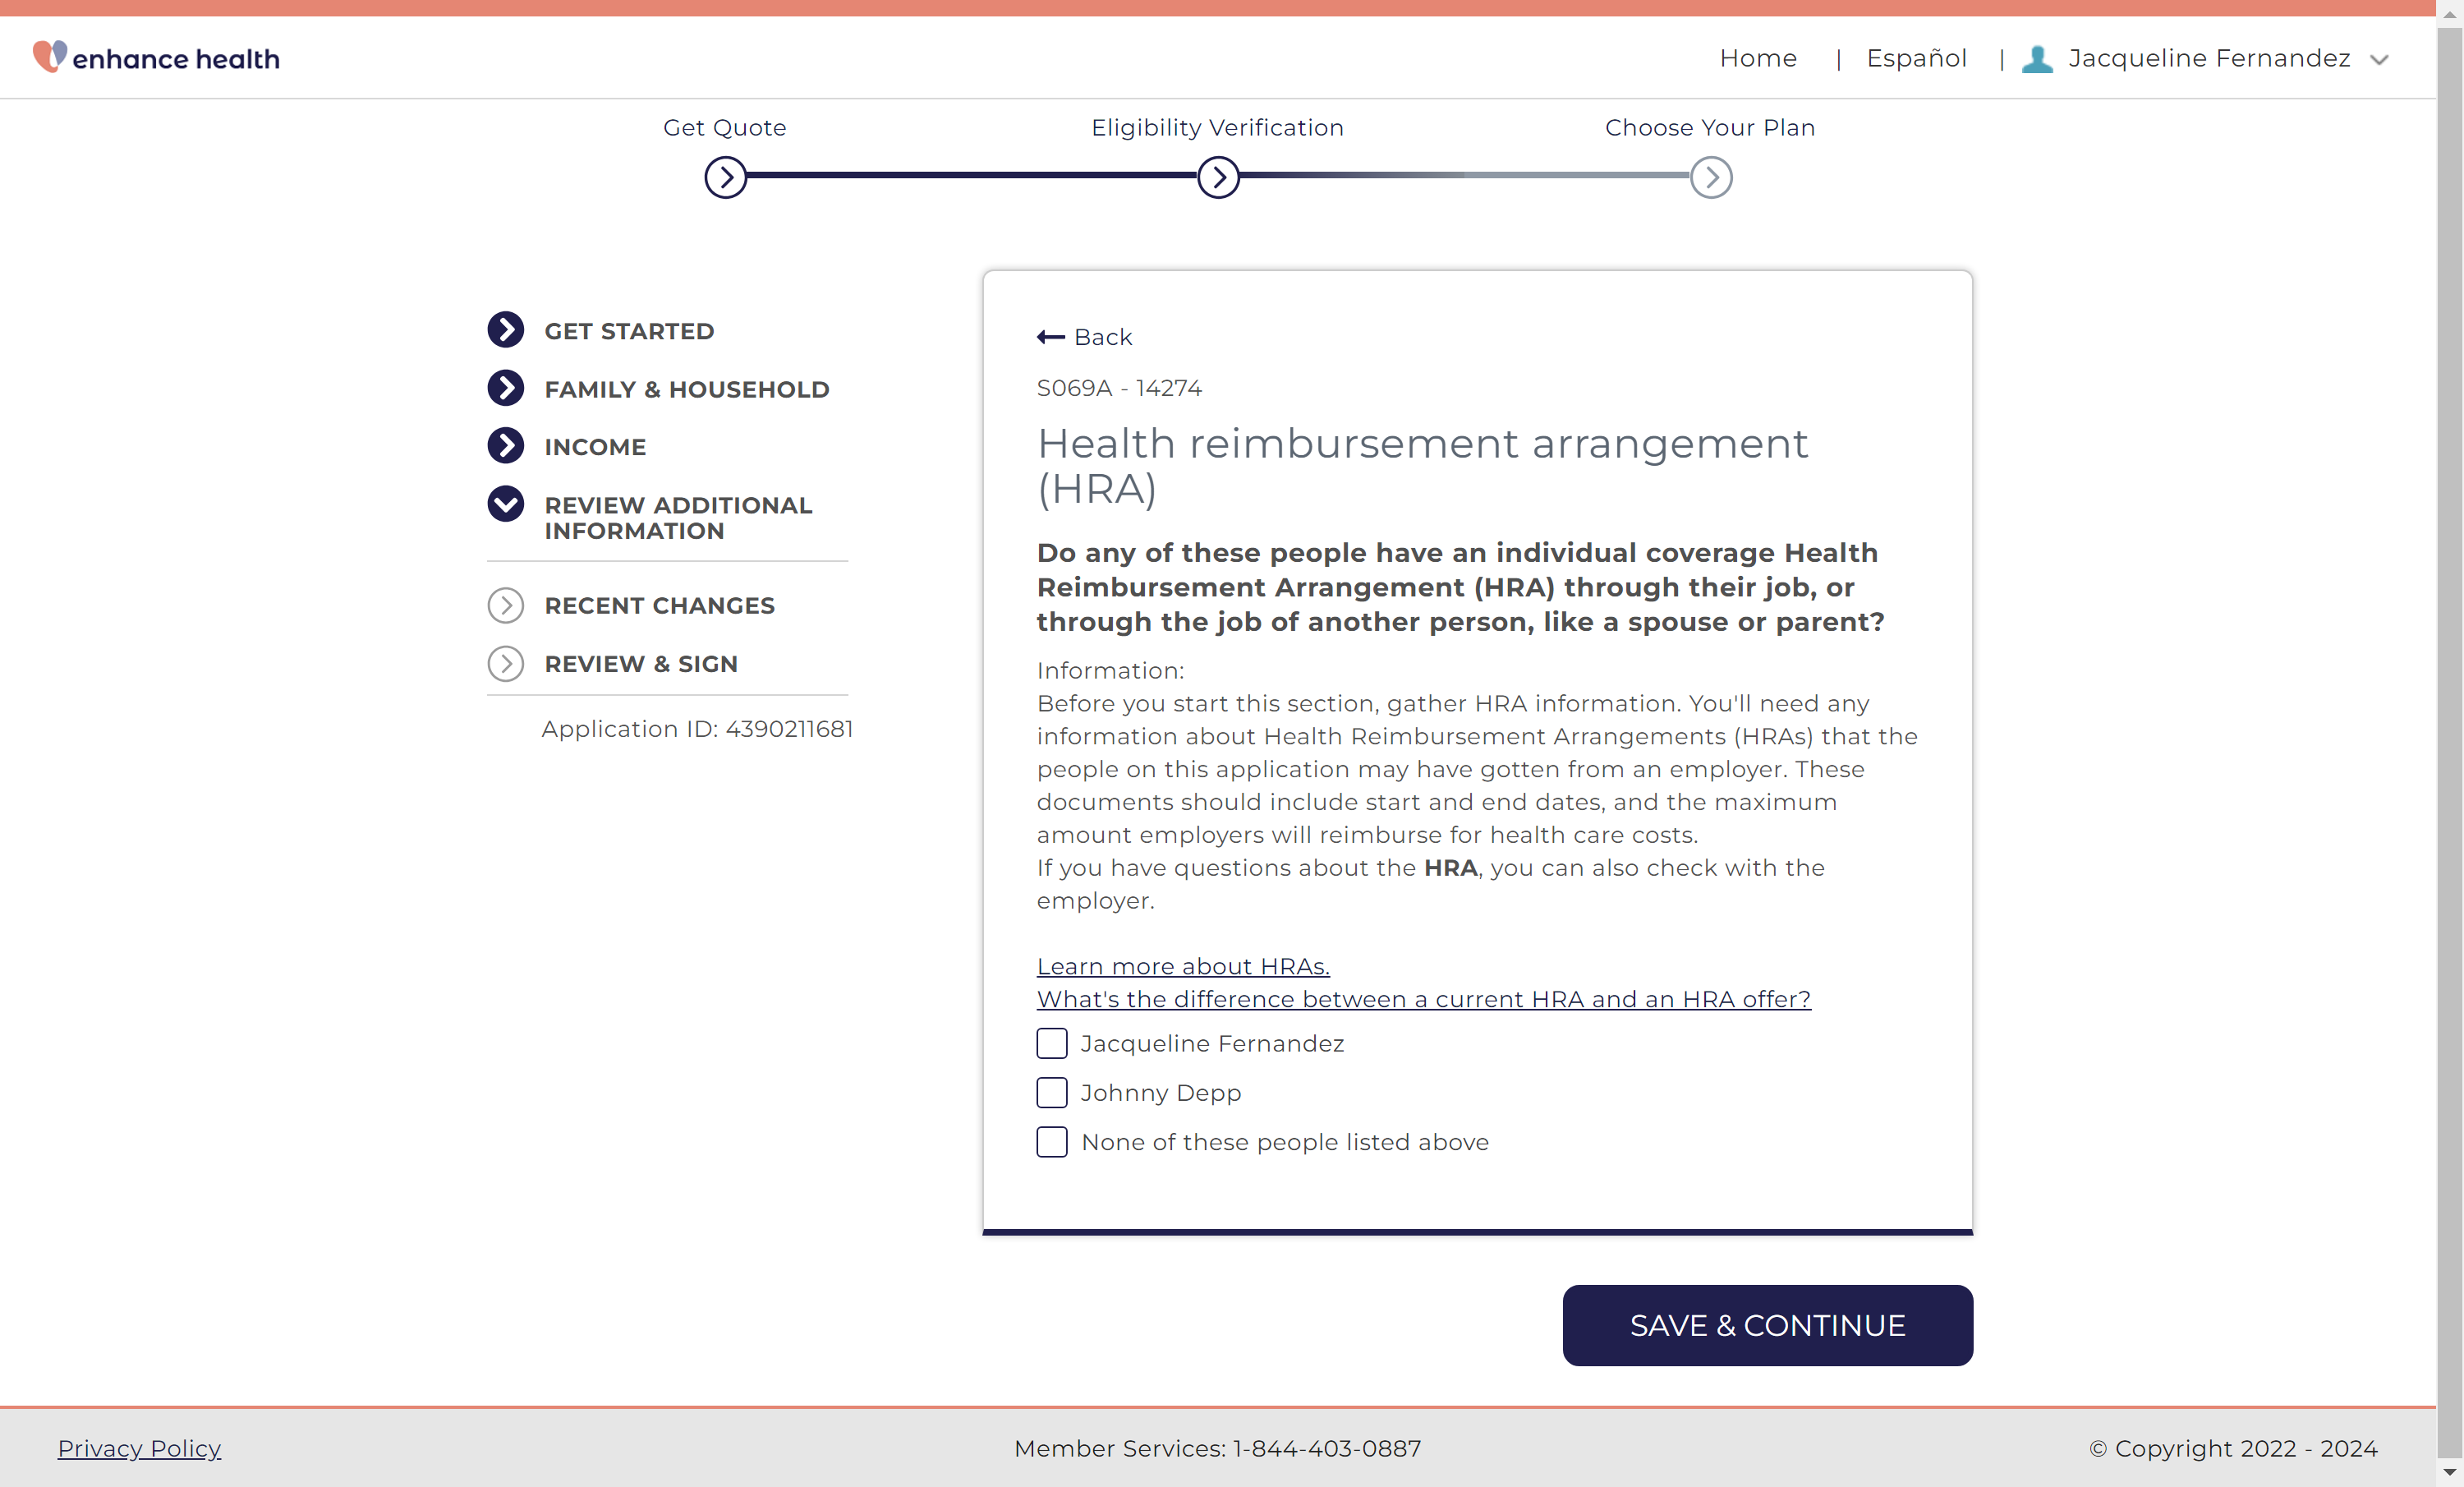 enhance health
Home | Español | Jacqueline Fernandez
Get Quote
Eligibility Verification
Choose Your Plan
GET STARTED
FAMILY & HOUSEHOLD
INCOME
REVIEW ADDITIONAL
INFORMATION
RECENT CHANGES
REVIEW & SIGN
Application ID: 4390211681
Back
S069A - 14274
Health reimbursement arrangement
(HRA)
Do any of these people have an individual coverage Health
Reimbursement Arrangement (HRA) through their job, or
through the job of another person, like a spouse or parent?
Information:
Before you start this section, gather HRA information. You'll need any
information about Health Reimbursement Arrangements (HRAs) that the
people on this application may have gotten from an employer. These
documents should include start and end dates, and the maximum
amount employers will reimburse for health care costs.
If you have questions about the HRA, you can also check with the
employer.
Learn more about HRAs.
What's the difference between a current HRA and an HRA offer?
Jacqueline Fernandez
Johnny Depp
None of these people listed above
SAVE & CONTINUE
Privacy Policy
Member Services: 1-844-403-0887
© Copyright 2022 - 2024